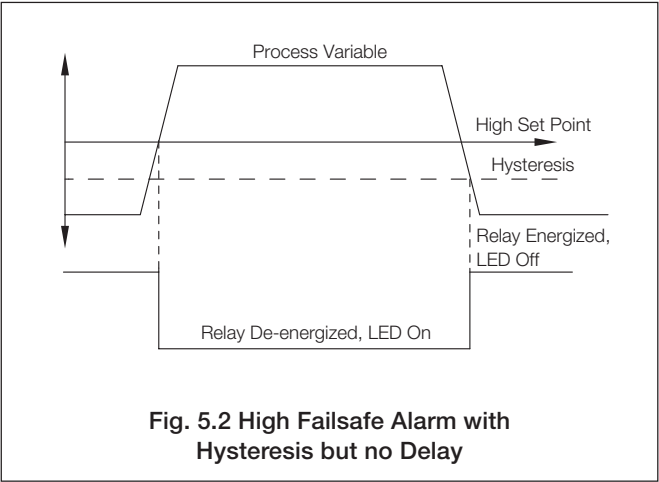 Process Variable
High Set Point
Hysteresis
Relay Energized,
LED Off
Relay De-energized, LED On
Fig. 5.2 High Failsafe Alarm with
Hysteresis but no Delay